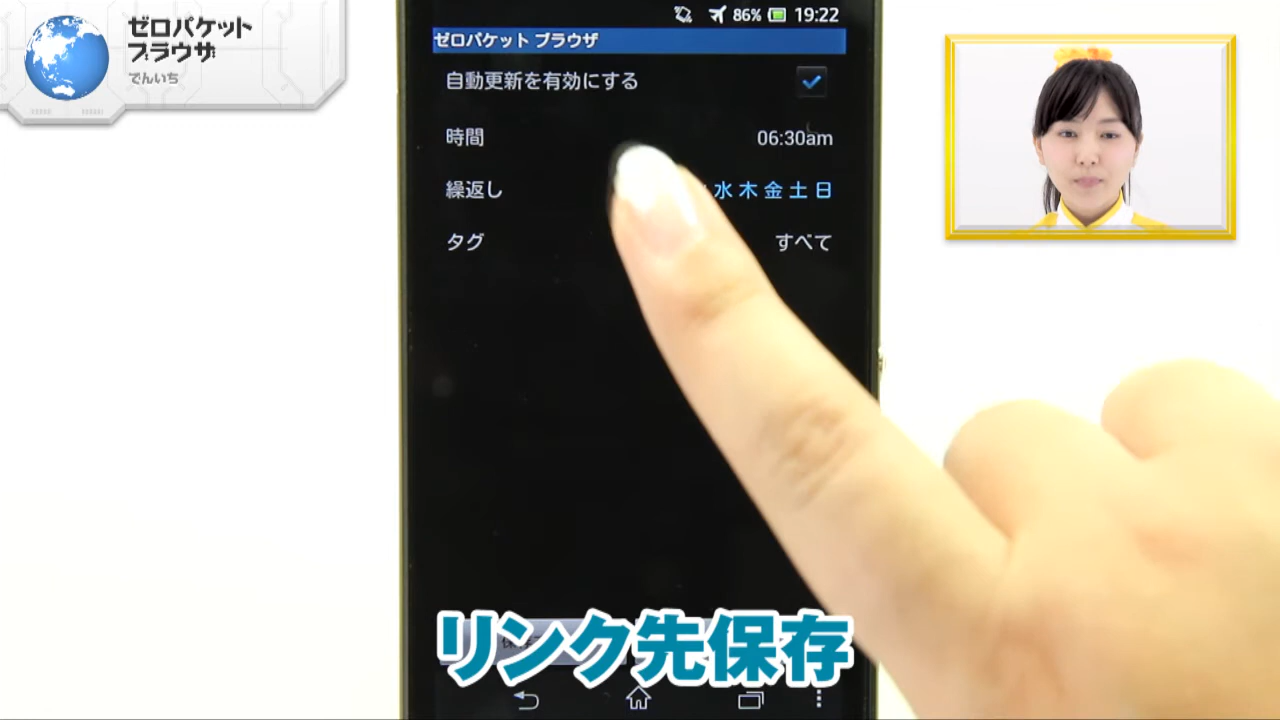 ゼロパケット
ブラウザ
でんいち
86% 19:22
ゼロパケット ブラウザ
自動更新を有効にする
時間 06:30am
繰返し 水 木 金 土 日
タグ すべて
リンク先保存